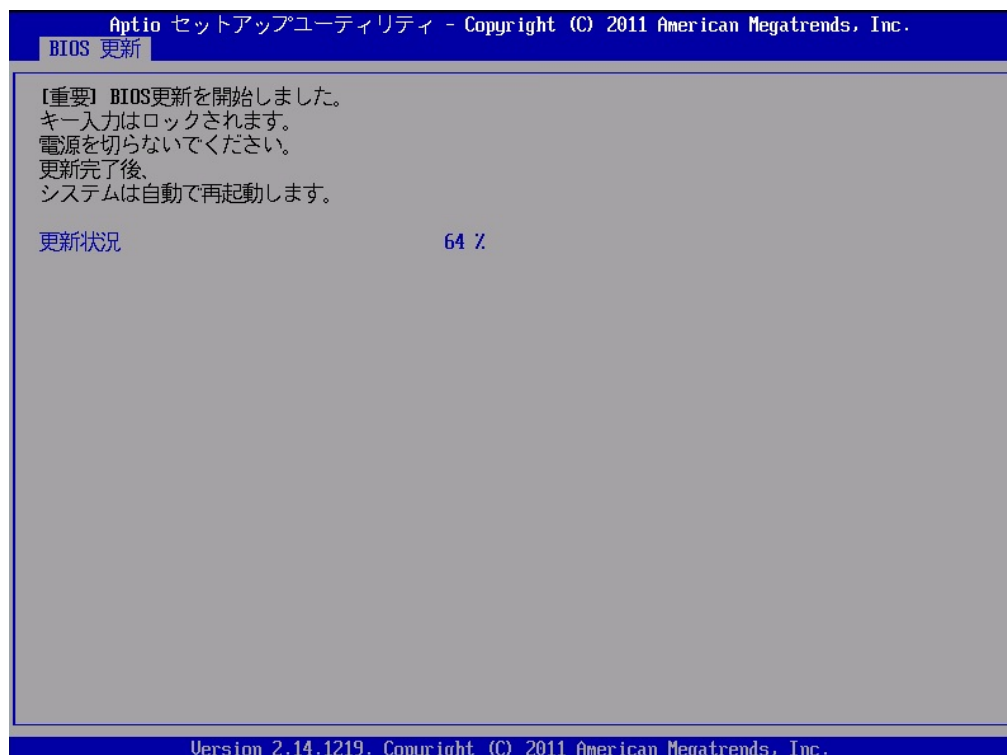 Aptio セットアップユーティリティ - Copyright (C) 2011 American Megatrends, Inc.
BIOS 更新
[重要] BIOS更新を開始しました。
キー入力はロックされます。
電源を切らないでください。
更新完了後、
システムは自動で再起動します。
更新状況 64 %
Version 2.14.1219. Copyright (C) 2011 American Megatrends, Inc.